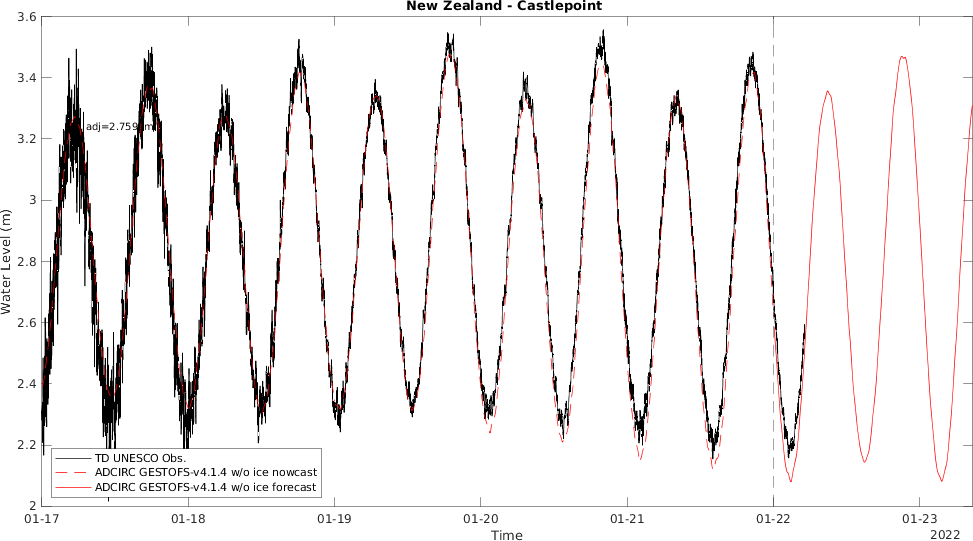 New Zealand - Castlepoint
3.6
3.4
3.2
3
2.8
2.6
2.4
2.2
2
Water Level (m)
adj=2.759 m
TD UNESCO Obs.
ADCIRC GESTOFS-v4.1.4 w/o ice nowcast
ADCIRC GESTOFS-v4.1.4 w/o ice forecast
01-17 01-18 01-19 01-20 01-21 01-22 01-23
Time
2022